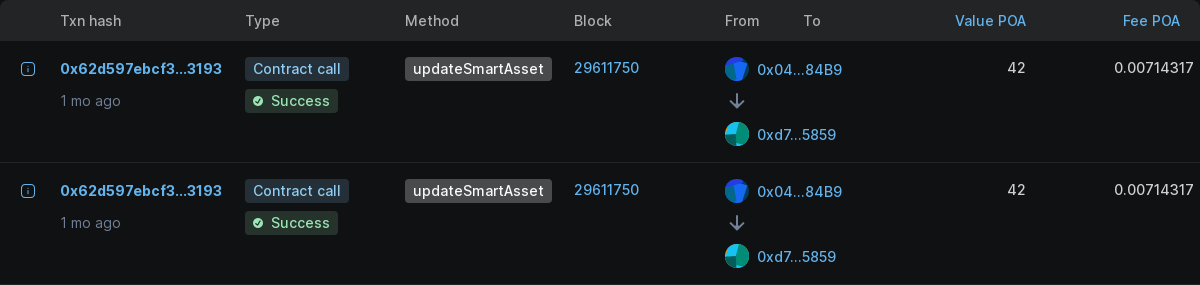 Txn hash Type Method Block From To Value POA Fee POA
0x62d597ebcf3...3193 Contract call updateSmartAsset 29611750 0x04...84B9 42 0.00714317
1 mo ago Success
0xd7...5859
0x62d597ebcf3...3193 Contract call updateSmartAsset 29611750 0x04...84B9 42 0.00714317
1 mo ago Success
0xd7...5859